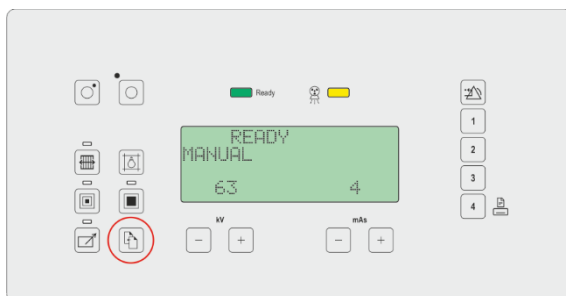 Ready
READY
MANUAL
63 4
kV mAs
- + - +
1
2
3
4